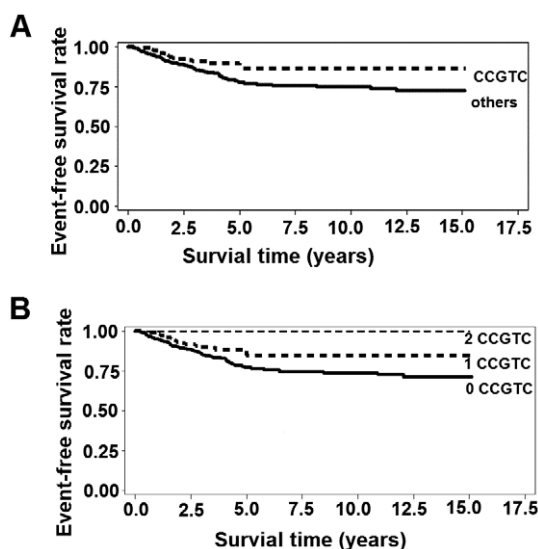 A
Event-free survival rate
1.00
0.75
0.50
0.25
0.00
CCGTC
others
0.0 2.5 5.0 7.5 10.0 12.5 15.0 17.5
Survial time (years)
B
Event-free survival rate
1.00
0.75
0.50
0.25
0.00
2 CCGTC
1 CCGTC
0 CCGTC
0.0 2.5 5.0 7.5 10.0 12.5 15.0 17.5
Survial time (years)